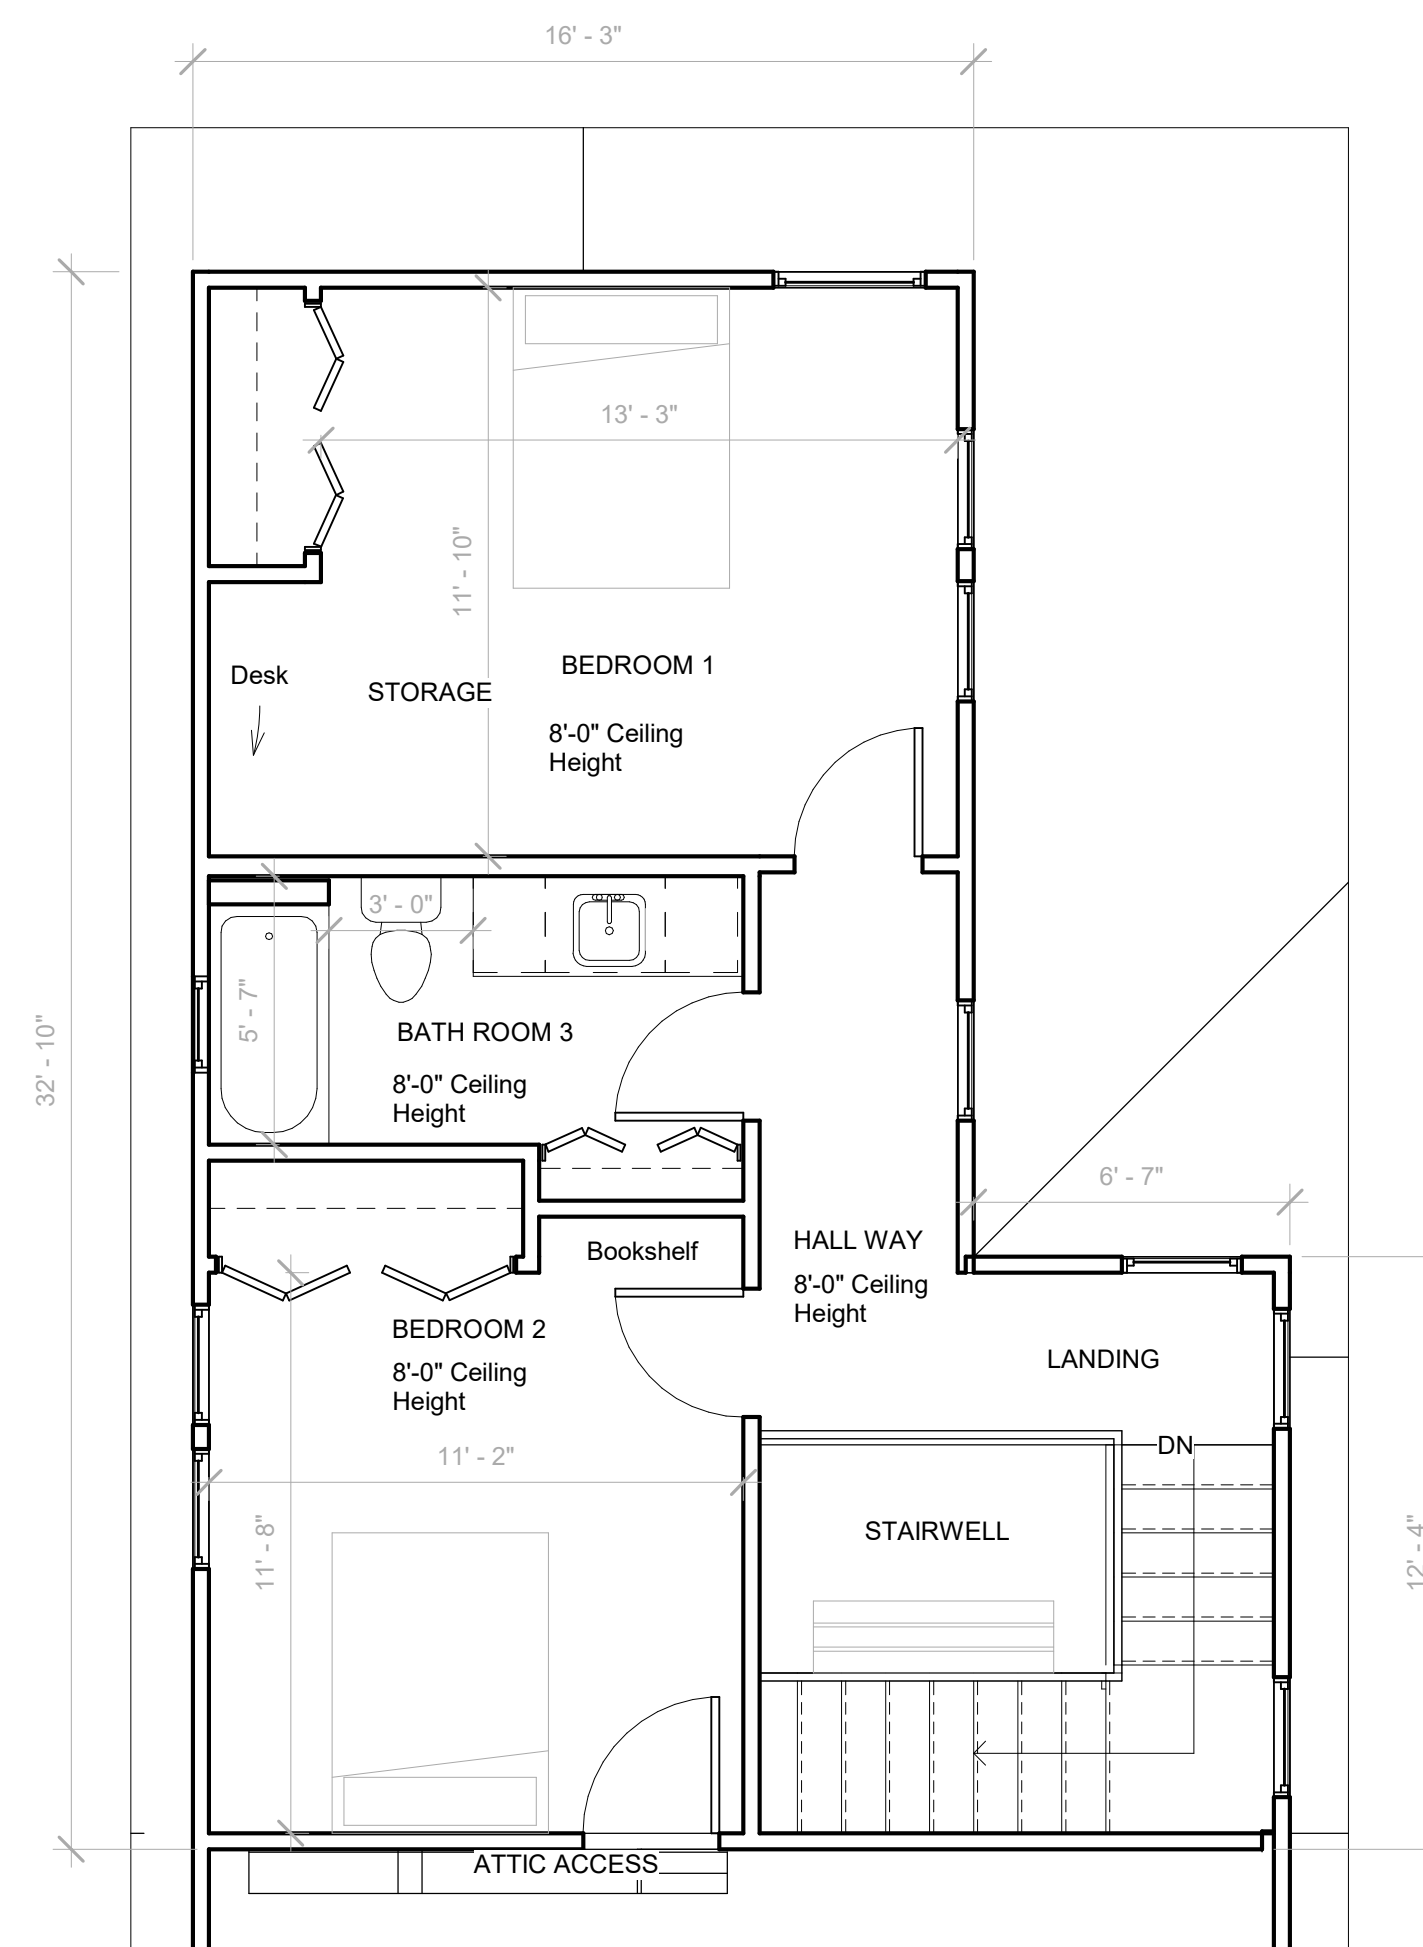 16' - 3"
13' - 3"
11' - 10"
BEDROOM 1
Desk
STORAGE
8'-0" Ceiling
Height
3' - 0"
5' - 7"
32' - 10"
BATH ROOM 3
8'-0" Ceiling
Height
6' - 7"
HALL WAY
Bookshelf
8'-0" Ceiling
Height
BEDROOM 2
LANDING
8'-0" Ceiling
Height
DN
11' - 2"
STAIRWELL
11' - 8"
12' - 4"
ATTIC ACCESS